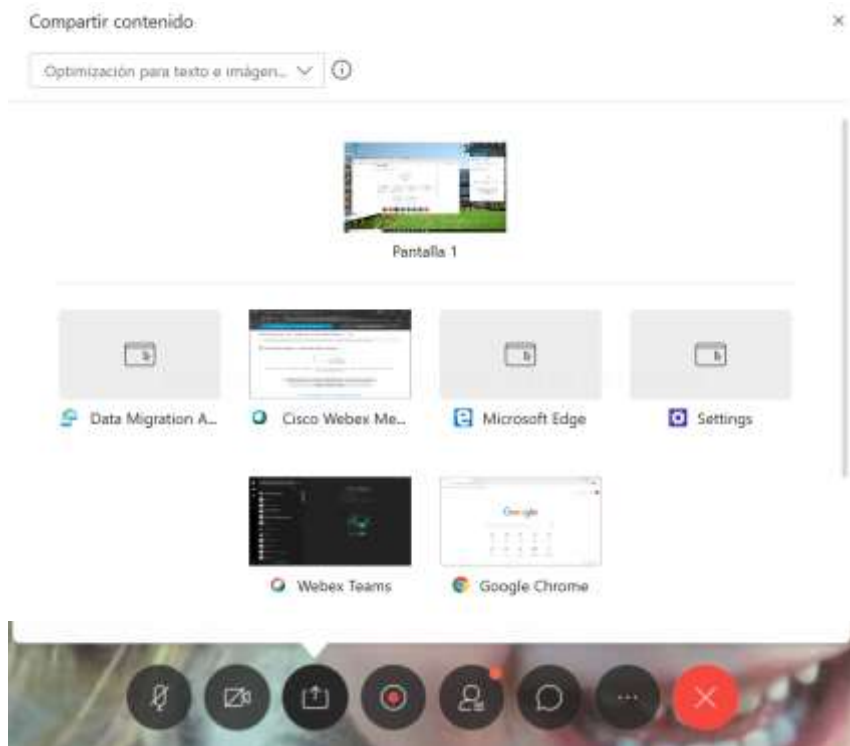 Compartir contenido
Optimización para texto e imágen...
Pantalla 1
Data Migration A...
Cisco Webex Me...
Microsoft Edge
Settings
Google
Webex Teams
Google Chrome